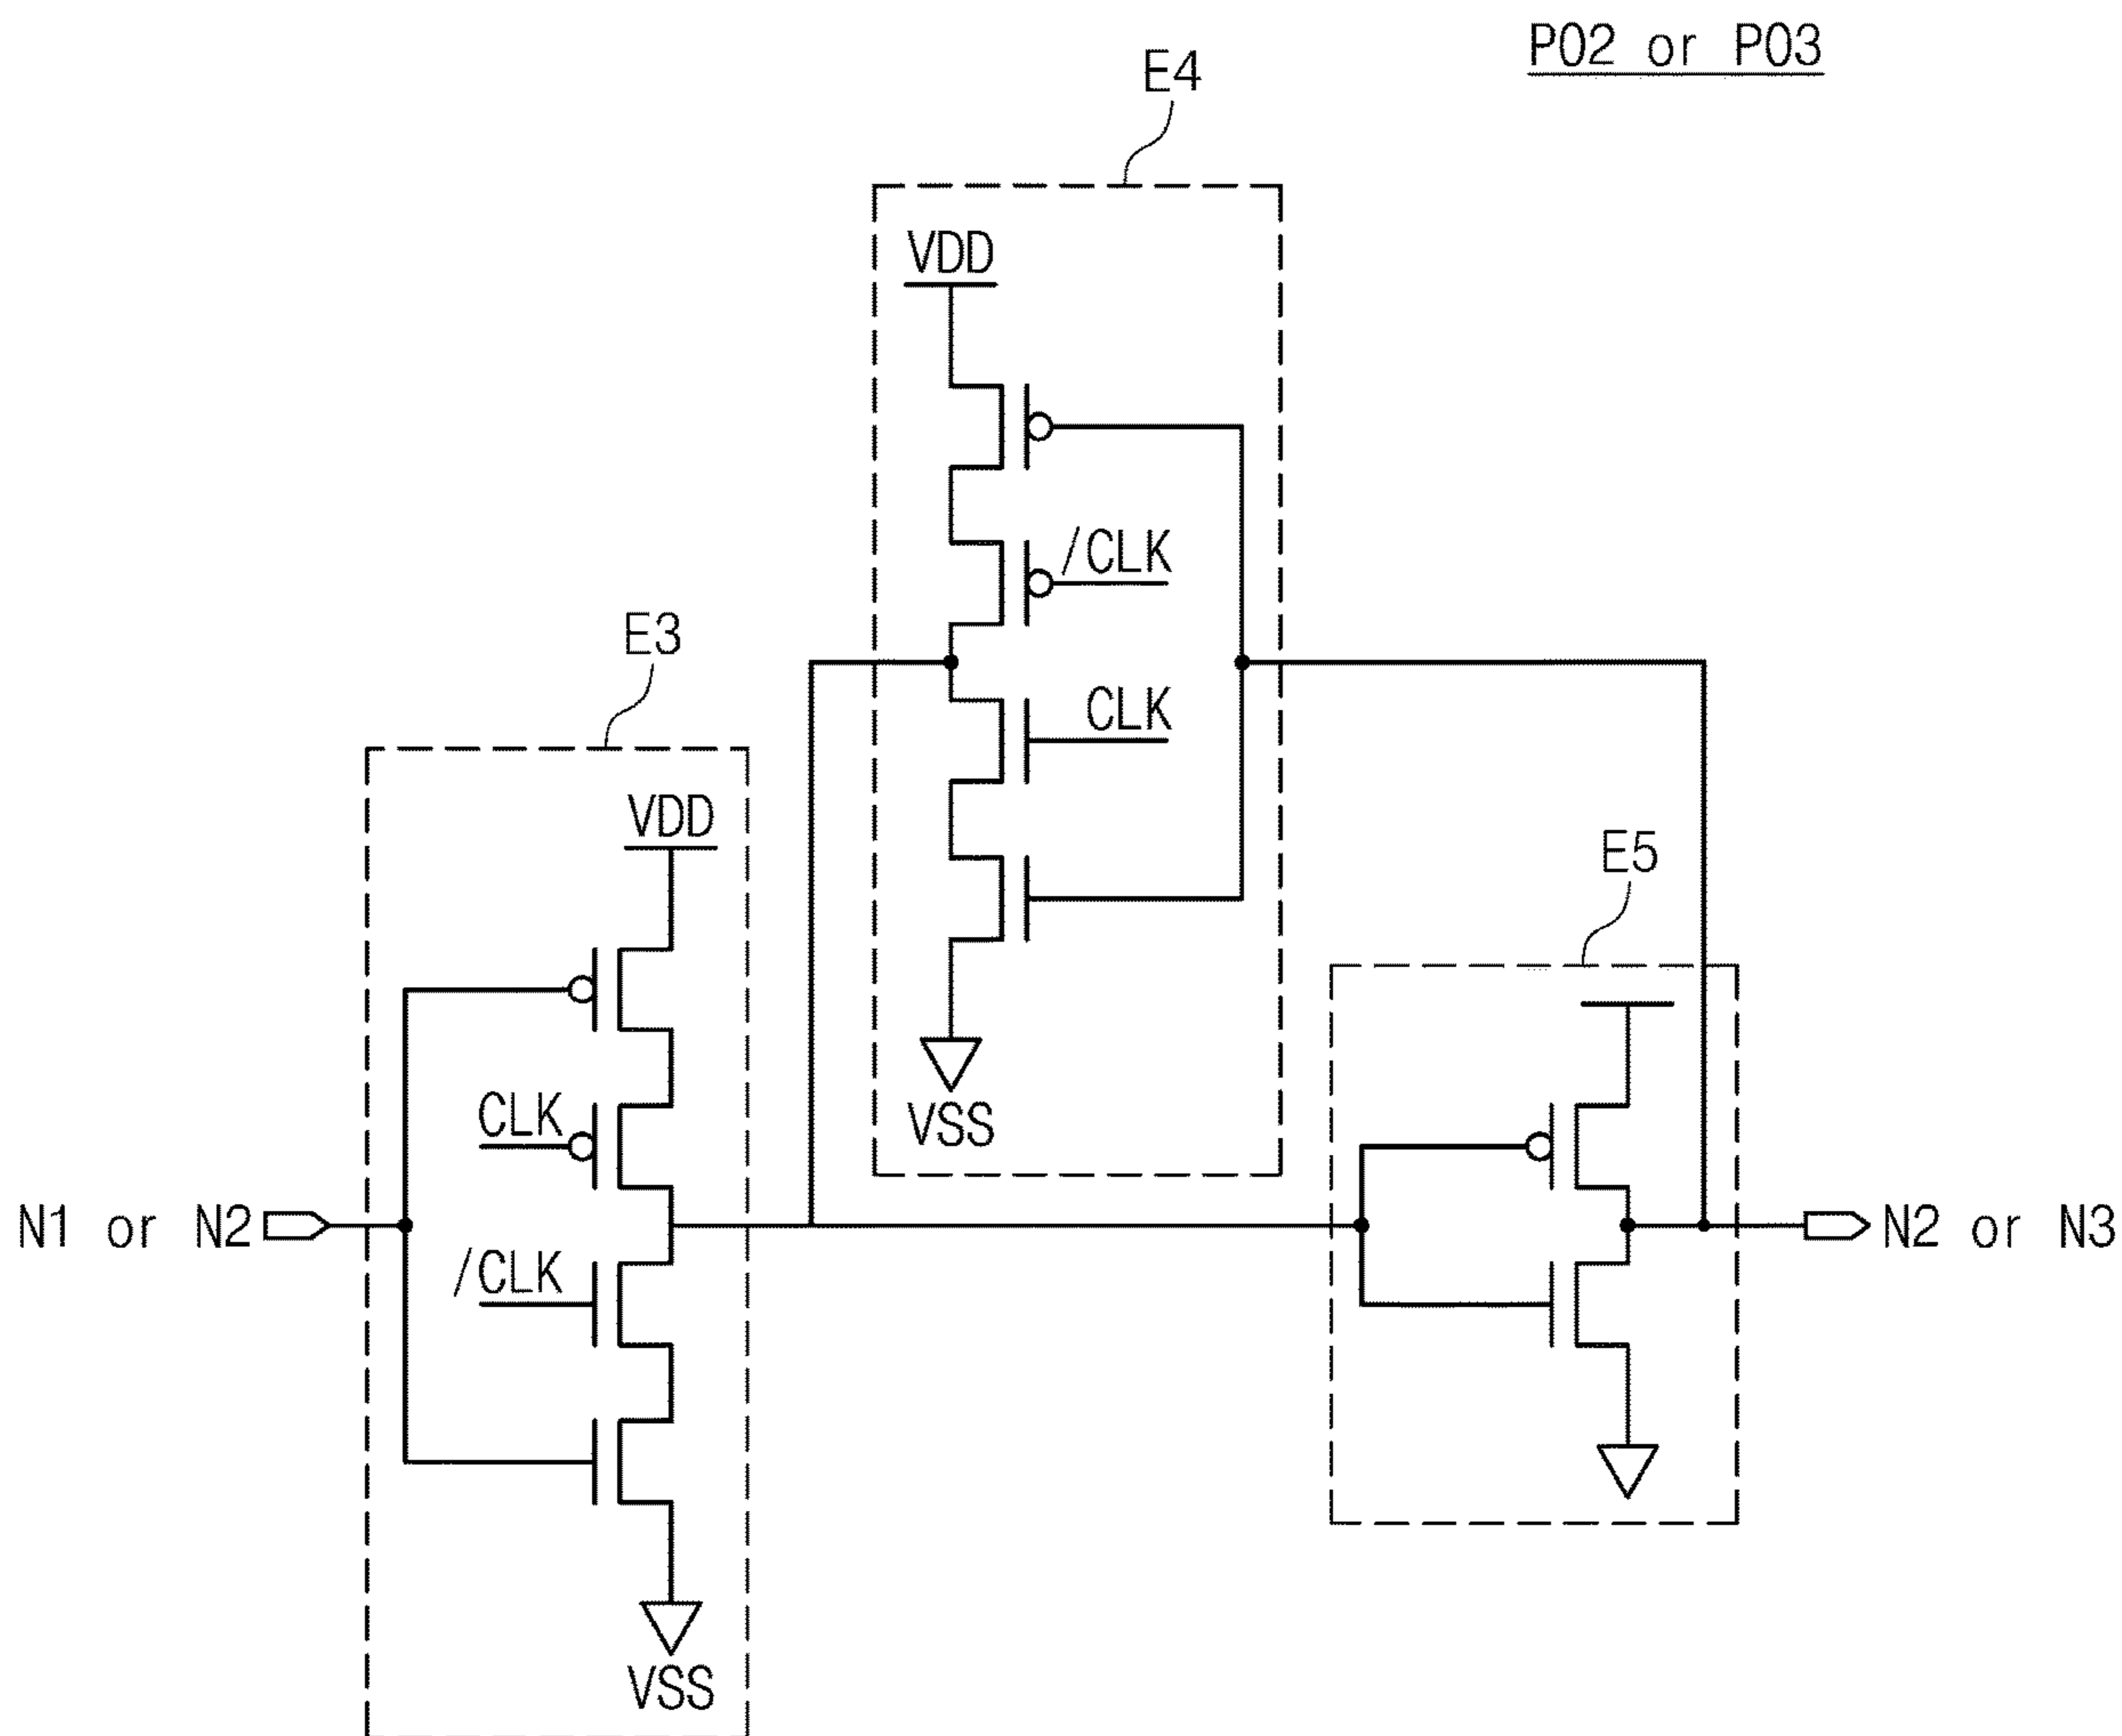 P02 or P03
E4
VDD
/CLK
E3
CLK
VDD
E5
CLK
VSS
N1 or N2
/CLK
N2 or N3
VSS